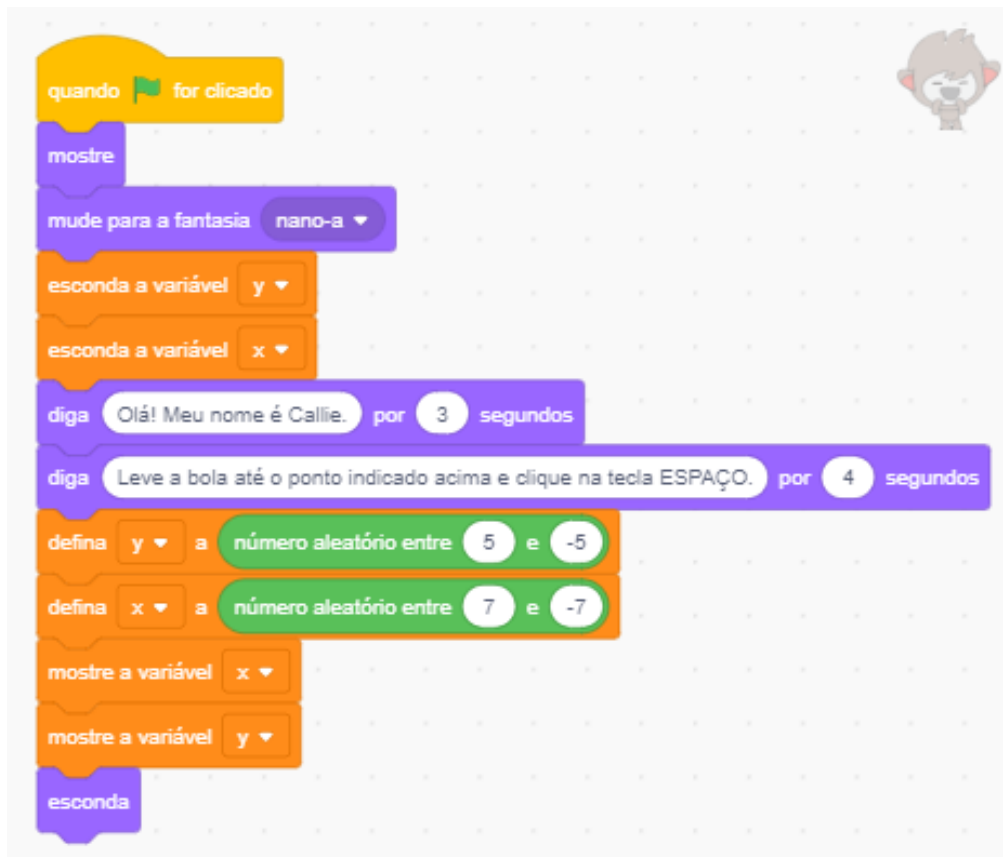 quando for clicado
mostre
mude para a fantasia nano-a
esconda a variável y
esconda a variável x
diga Olá! Meu nome é Callie. por 3 segundos
diga Leve a bola até o ponto indicado acima e clique na tecla ESPAÇO. por 4 segundos
defina y a número aleatório entre 5 e -5
defina x a número aleatório entre 7 e -7
mostre a variável x
mostre a variável y
esconda